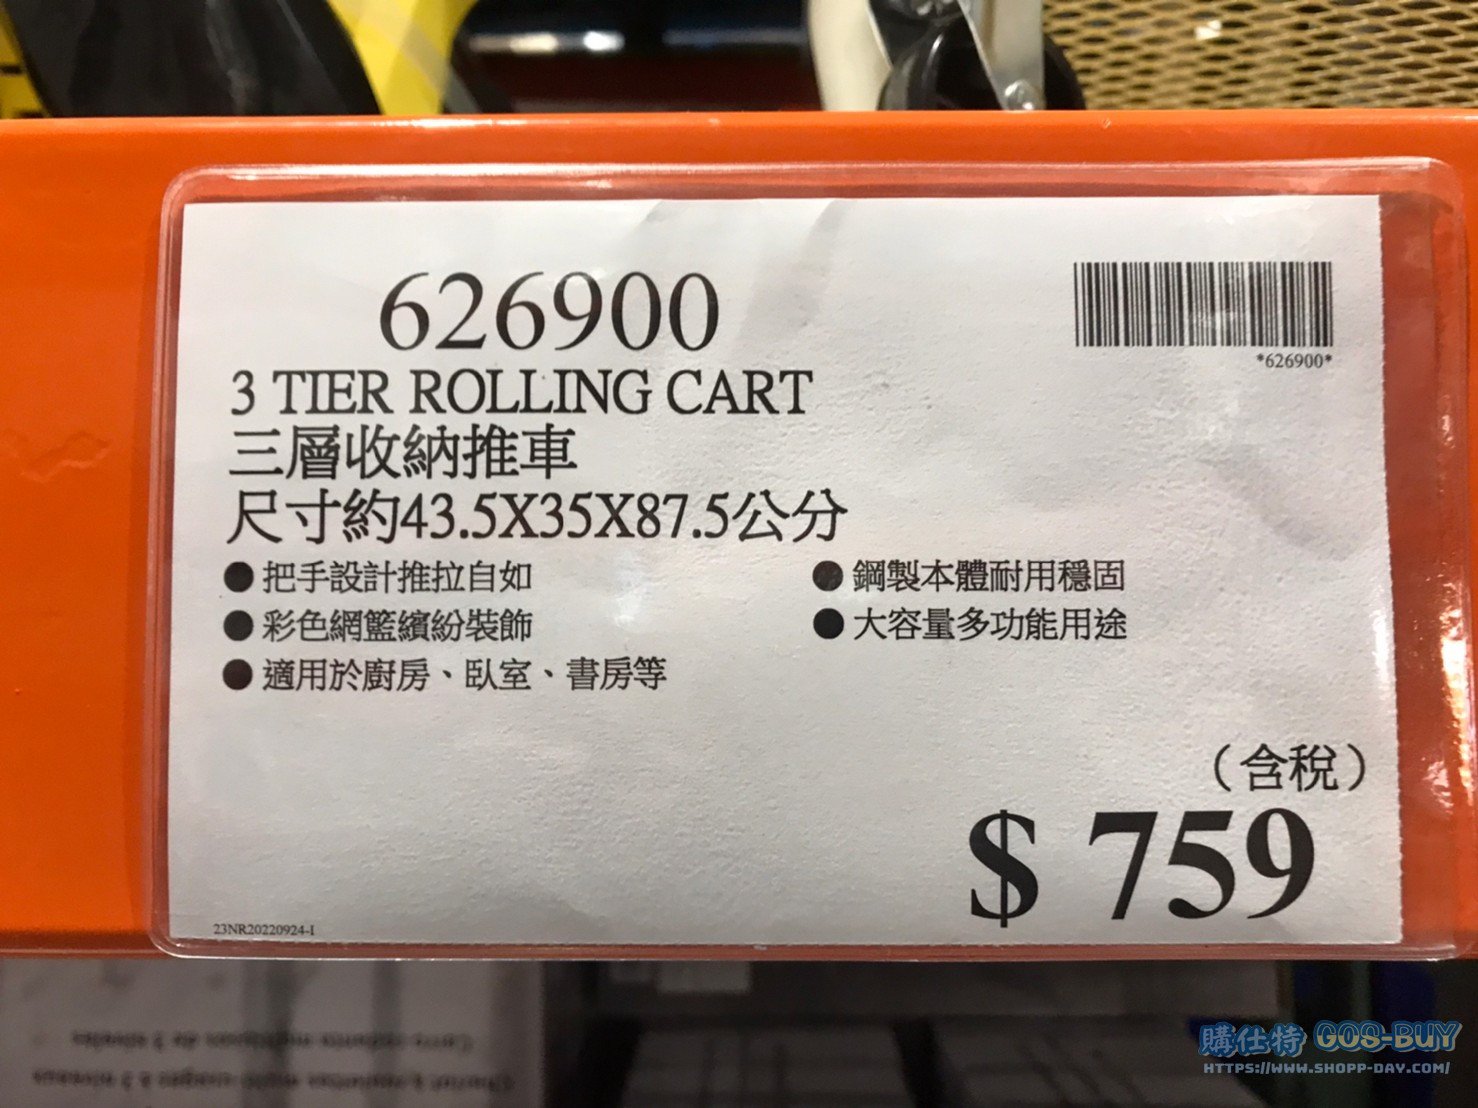 626900
*626900*
3 TIER ROLLING CART
三層收納推車
尺寸約43.5X35X87.5公分
●把手設計推拉自如
●鋼製本體耐用穩固
●彩色網籃繽紛裝飾
●大容量多功能用途
●適用於廚房、臥室、書房等
（含稅）
$ 759
23NR20220924-I
購仕特 GOS-BUY
HTTPS://WWW.SHOPP-DAY.COM/